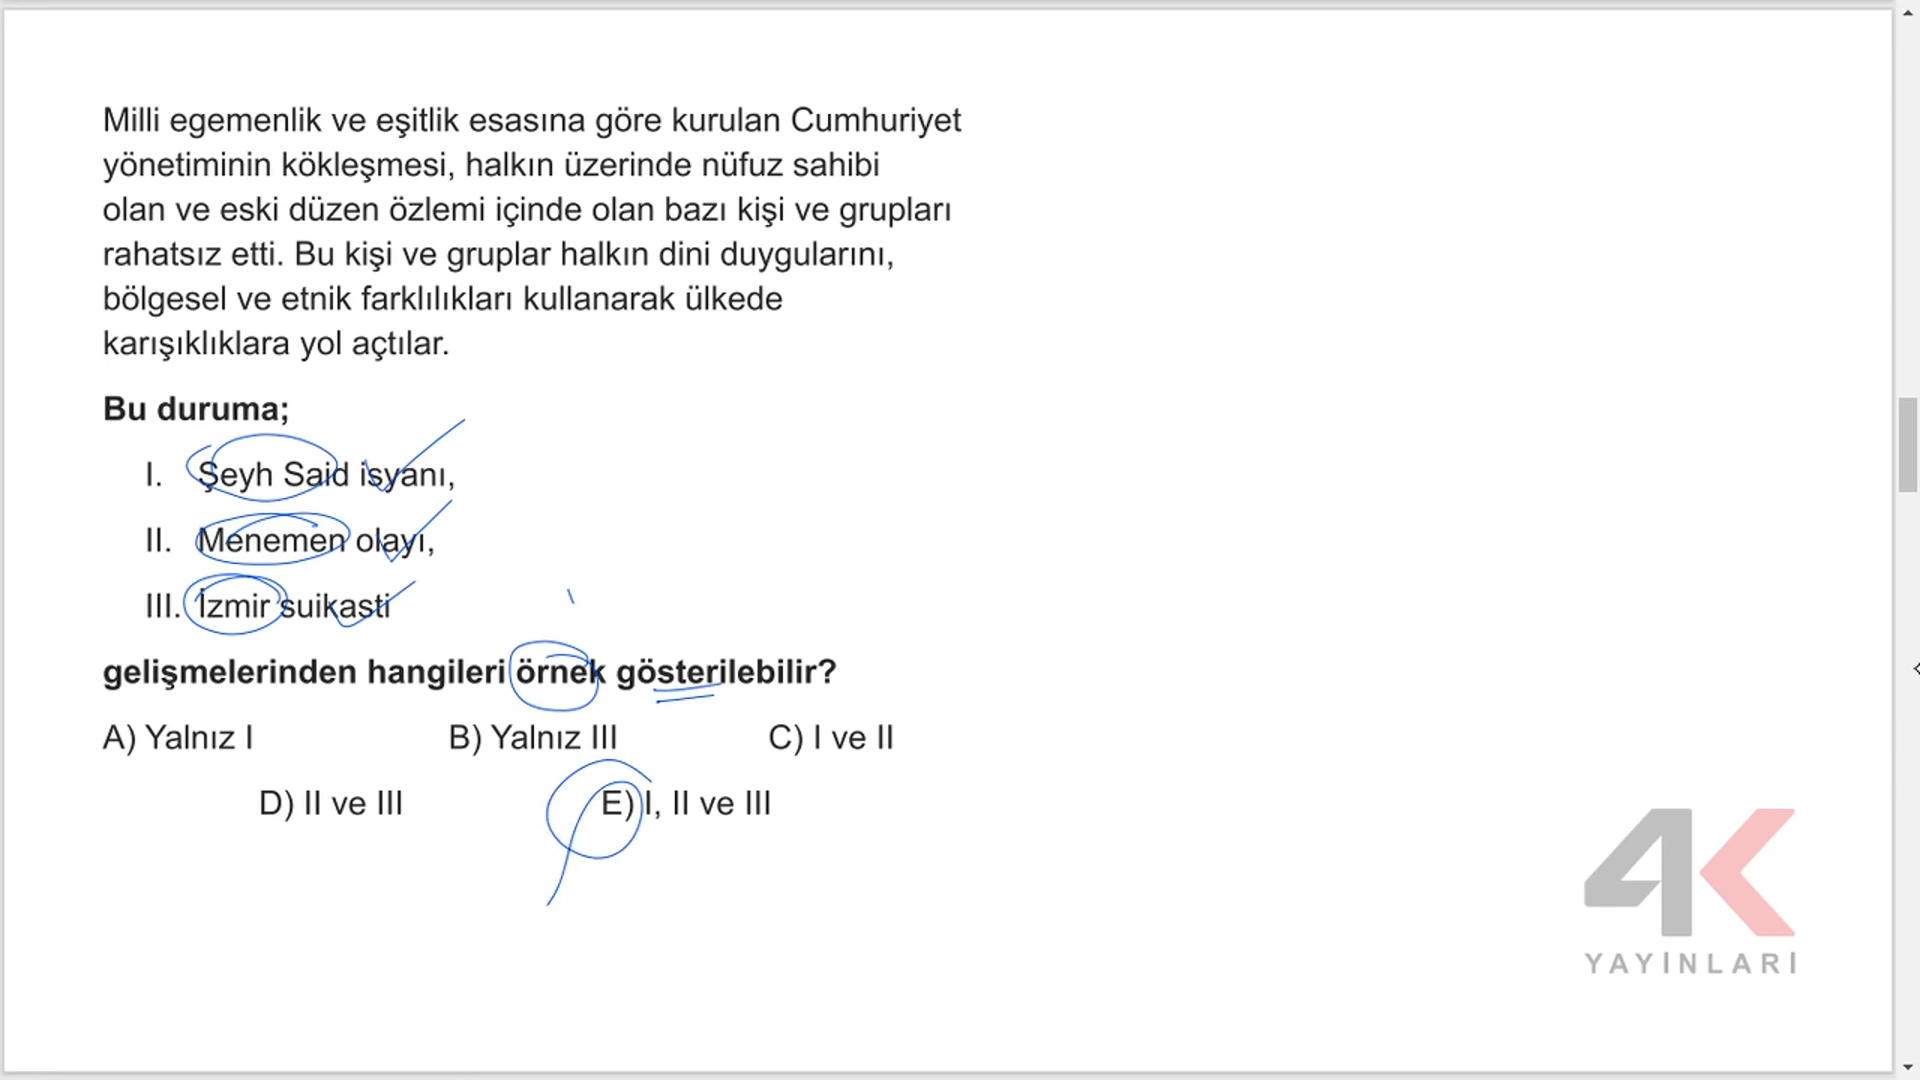 Milli egemenlik ve eşitlik esasına göre kurulan Cumhuriyet
yönetiminin kökleşmesi, halkın üzerinde nüfuz sahibi
olan ve eski düzen özlemi içinde olan bazı kişi ve grupları
rahatsız etti. Bu kişi ve gruplar halkın dini duygularını,
bölgesel ve etnik farklılıkları kullanarak ülkede
karışıklıklara yol açtılar.
Bu duruma;
I. Şeyh Said isyanı,
II. Menemen olayı,
III. İzmir suikasti
gelişmelerinden hangileri örnek gösterilebilir?
A) Yalnız I B) Yalnız III C) I ve II
D) II ve III E) I, II ve III
4K
YAYINLARI